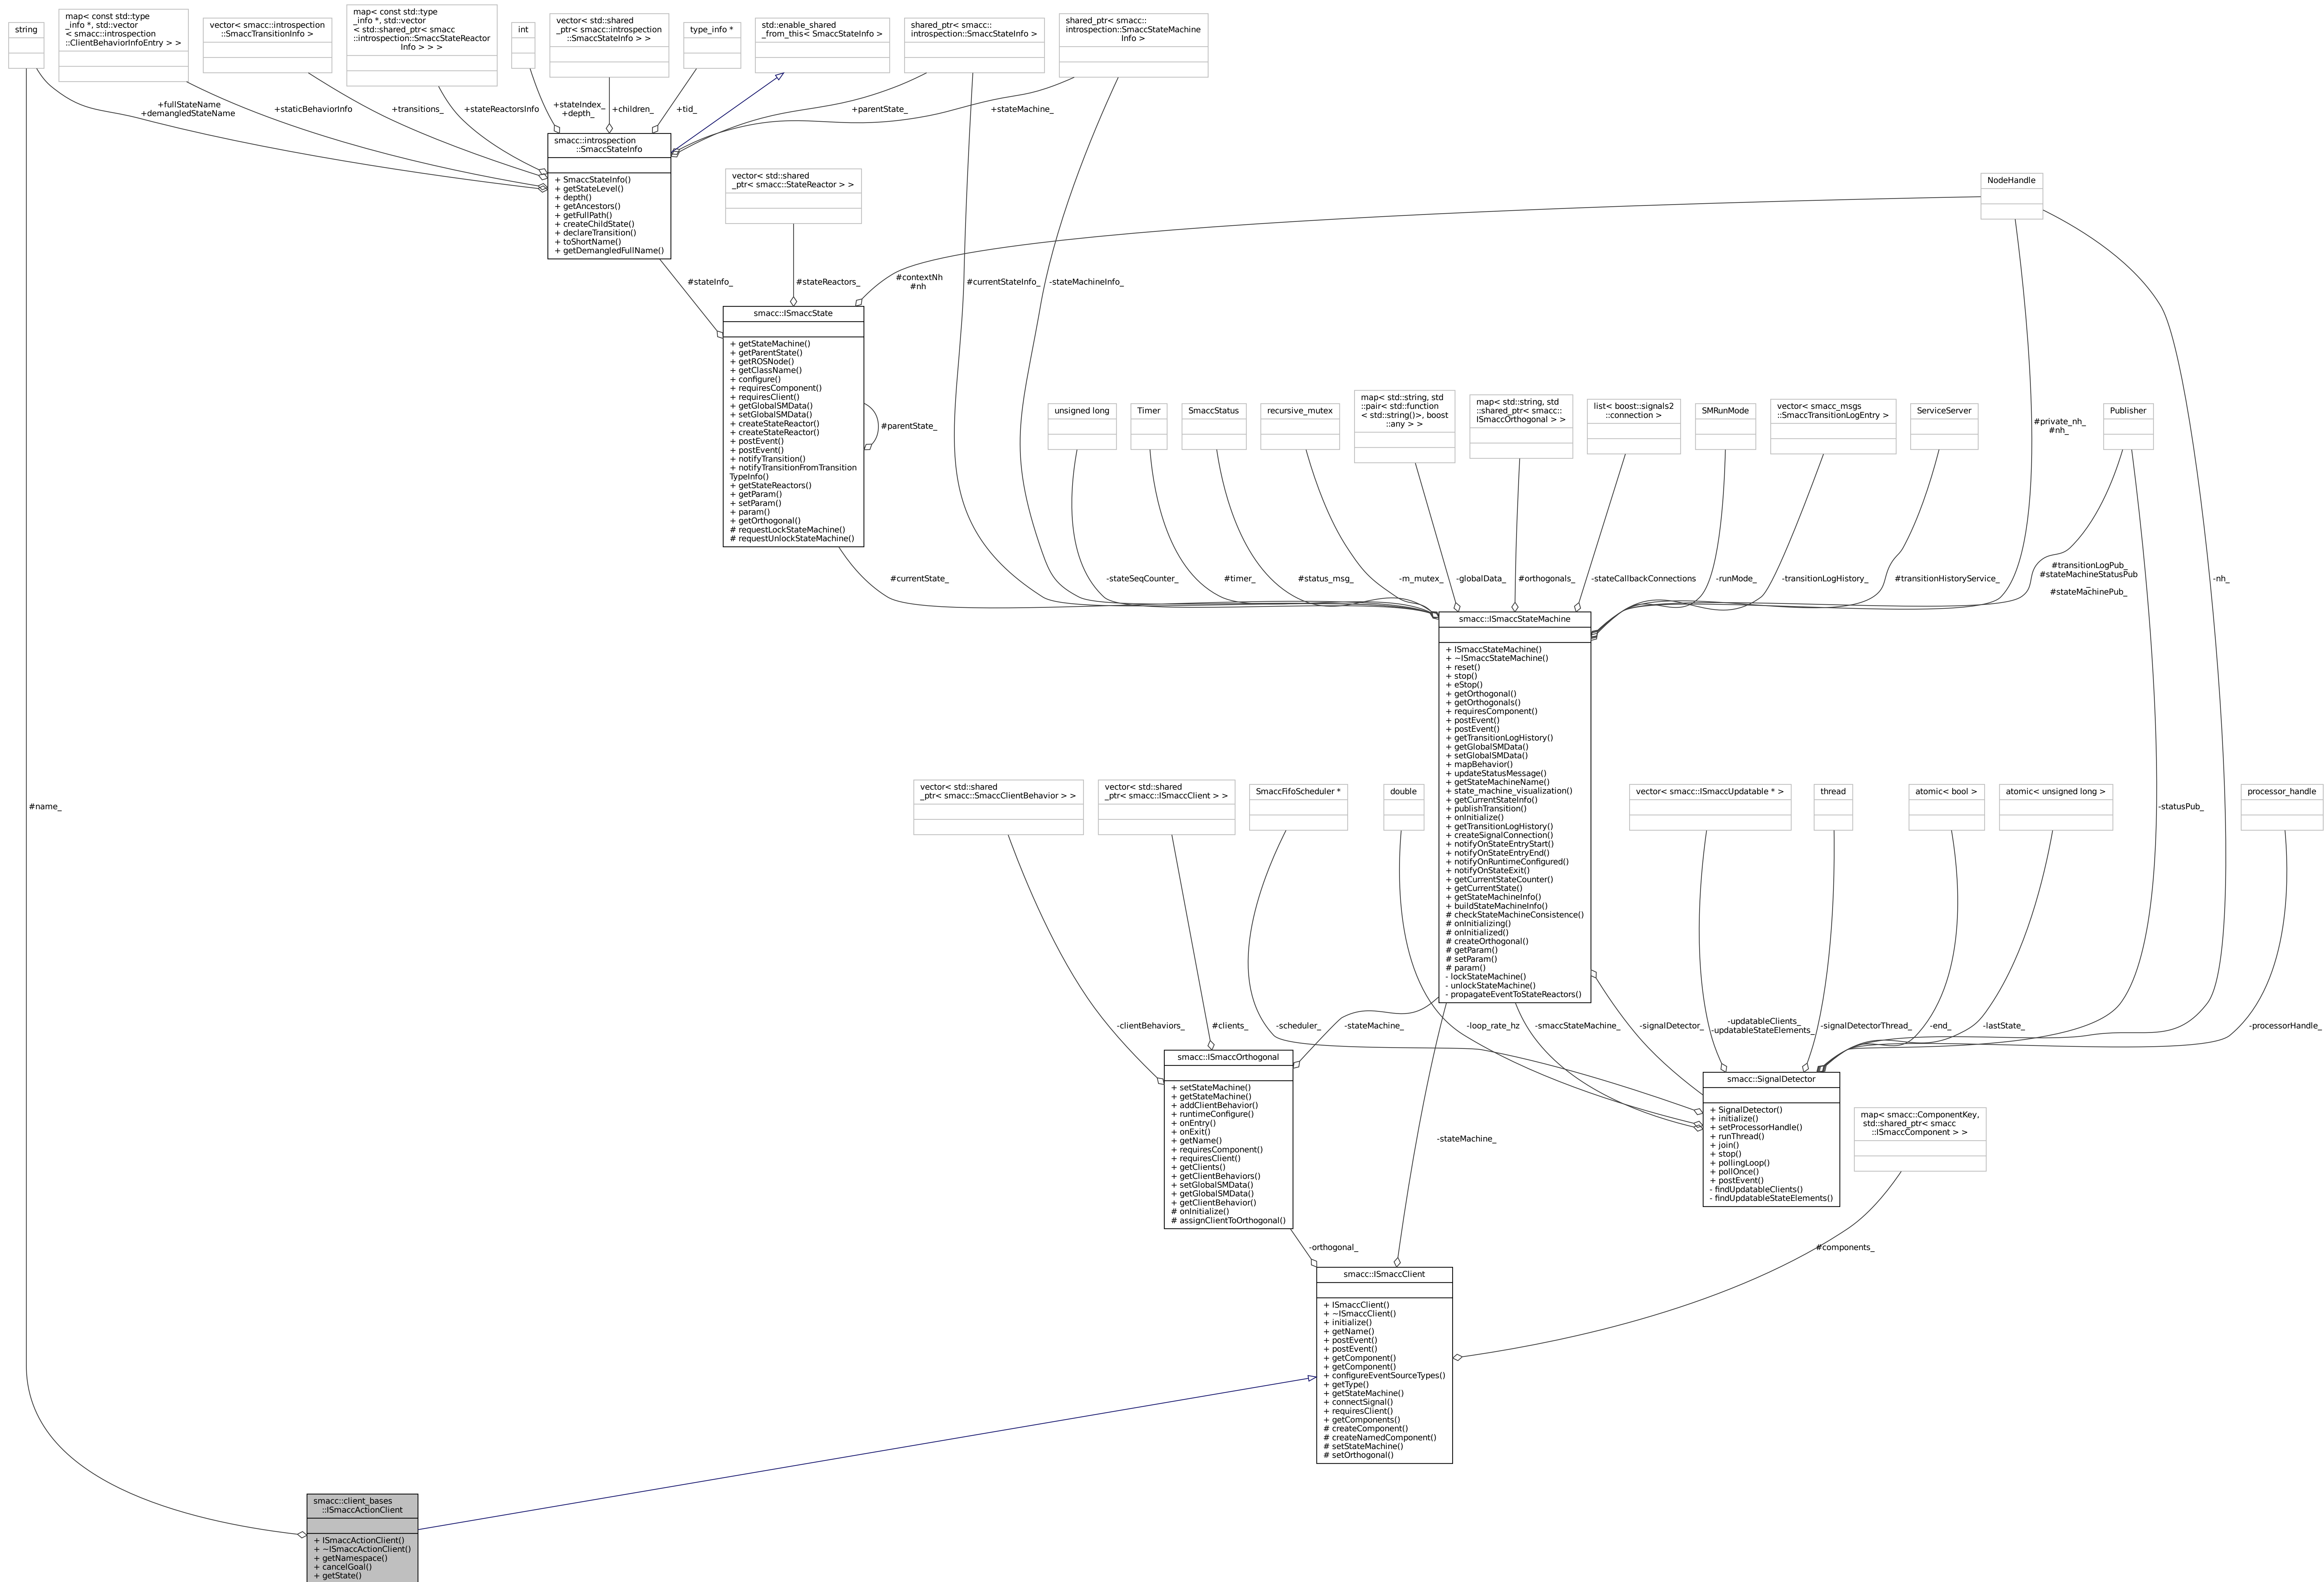 string
map< const std::type
_info *, std::vector
< smacc::introspection
::ClientBehaviorInfoEntry > >
vector< smacc::introspection
::SmaccTransitionInfo >
map< const std::type
_info *, std::vector
< std::shared_ptr< smacc
::introspection::SmaccStateReactor
Info > > >
int
vector< std::shared
_ptr< smacc::introspection
::SmaccStateInfo > >
type_info *
std::enable_shared
_from_this< SmaccStateInfo >
shared_ptr< smacc::
introspection::SmaccStateInfo >
shared_ptr< smacc::
introspection::SmaccStateMachine
Info >
+fullStateName
+demangledStateName
+staticBehaviorInfo
+transitions_
+stateReactorsInfo
+stateIndex_
+depth_
+children_
+tid_
+parentState_
+stateMachine_
smacc::introspection
::SmaccStateInfo
+ SmaccStateInfo()
+ getStateLevel()
+ depth()
+ getAncestors()
+ getFullPath()
+ createChildState()
+ declareTransition()
+ toShortName()
+ getDemangledFullName()
vector< std::shared
_ptr< smacc::StateReactor > >
NodeHandle
#stateInfo_
#stateReactors_
#contextNh
#nh
#currentStateInfo_
-stateMachineInfo_
smacc::ISmaccState
+ getStateMachine()
+ getParentState()
+ getROSNode()
+ getClassName()
+ configure()
+ requiresComponent()
+ requiresClient()
+ getGlobalSMData()
+ setGlobalSMData()
+ createStateReactor()
+ createStateReactor()
+ postEvent()
+ postEvent()
+ notifyTransition()
+ notifyTransitionFromTransition
TypeInfo()
+ getStateReactors()
+ getParam()
+ setParam()
+ param()
+ getOrthogonal()
# requestLockStateMachine()
# requestUnlockStateMachine()
#parentState_
unsigned long
Timer
SmaccStatus
recursive_mutex
map< std::string, std
::pair< std::function
< std::string()>, boost
::any > >
map< std::string, std
::shared_ptr< smacc::
ISmaccOrthogonal > >
list< boost::signals2
::connection >
SMRunMode
vector< smacc_msgs
::SmaccTransitionLogEntry >
ServiceServer
#private_nh_
#nh_
Publisher
#currentState_
-stateSeqCounter_
#timer_
#status_msg_
-m_mutex_
-globalData_
#orthogonals_
-stateCallbackConnections
-runMode_
-transitionLogHistory_
#transitionHistoryService_
#transitionLogPub_
#stateMachineStatusPub
_
#stateMachinePub_
-nh_
smacc::ISmaccStateMachine
+ ISmaccStateMachine()
+ ~ISmaccStateMachine()
+ reset()
+ stop()
+ eStop()
+ getOrthogonal()
+ getOrthogonals()
+ requiresComponent()
+ postEvent()
+ postEvent()
+ getTransitionLogHistory()
+ getGlobalSMData()
+ setGlobalSMData()
+ mapBehavior()
+ updateStatusMessage()
+ getStateMachineName()
+ state_machine_visualization()
+ getCurrentStateInfo()
+ publishTransition()
+ onInitialize()
+ getTransitionLogHistory()
+ createSignalConnection()
+ notifyOnStateEntryStart()
+ notifyOnStateEntryEnd()
+ notifyOnRuntimeConfigured()
+ notifyOnStateExit()
+ getCurrentStateCounter()
+ getCurrentState()
+ getStateMachineInfo()
+ buildStateMachineInfo()
# checkStateMachineConsistence()
# onInitializing()
# onInitialized()
# createOrthogonal()
# getParam()
# setParam()
# param()
- lockStateMachine()
- unlockStateMachine()
- propagateEventToStateReactors()
#name_
vector< std::shared
_ptr< smacc::SmaccClientBehavior > >
vector< std::shared
_ptr< smacc::ISmaccClient > >
SmaccFifoScheduler *
double
vector< smacc::ISmaccUpdatable * >
thread
atomic< bool >
atomic< unsigned long >
-statusPub_
processor_handle
-clientBehaviors_
#clients_
-scheduler_
-stateMachine_
-loop_rate_hz
-smaccStateMachine_
-signalDetector_
-updatableClients_
-updatableStateElements_
-signalDetectorThread_
-end_
-lastState_
-processorHandle_
smacc::ISmaccOrthogonal
+ setStateMachine()
+ getStateMachine()
+ addClientBehavior()
+ runtimeConfigure()
+ onEntry()
+ onExit()
+ getName()
+ requiresComponent()
+ requiresClient()
+ getClients()
+ getClientBehaviors()
+ setGlobalSMData()
+ getGlobalSMData()
+ getClientBehavior()
# onInitialize()
# assignClientToOrthogonal()
smacc::SignalDetector
+ SignalDetector()
+ initialize()
+ setProcessorHandle()
+ runThread()
+ join()
+ stop()
+ pollingLoop()
+ pollOnce()
+ postEvent()
- findUpdatableClients()
- findUpdatableStateElements()
map< smacc::ComponentKey,
std::shared_ptr< smacc
::ISmaccComponent > >
-stateMachine_
-orthogonal_
#components_
smacc::ISmaccClient
+ ISmaccClient()
+ ~ISmaccClient()
+ initialize()
+ getName()
+ postEvent()
+ postEvent()
+ getComponent()
+ getComponent()
+ configureEventSourceTypes()
+ getType()
+ getStateMachine()
+ connectSignal()
+ requiresClient()
+ getComponents()
# createComponent()
# createNamedComponent()
# setStateMachine()
# setOrthogonal()
smacc::client_bases
::ISmaccActionClient
+ ISmaccActionClient()
+ ~ISmaccActionClient()
+ getNamespace()
+ cancelGoal()
+ getState()